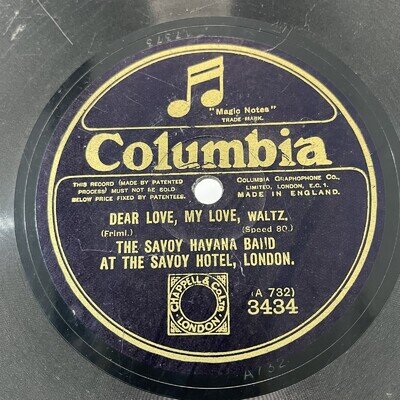 "Magic Notes"
TRADE MARK.
Columbia
THIS RECORD (MADE BY PATENTED
PROCESS) MUST NOT BE SOLD
BELOW PRICE FIXED BY PATENTEES.
COLUMBIA GRAPHOPHONE CO.,
LIMITED, LONDON, E.C.1.
MADE IN ENGLAND.
DEAR LOVE, MY LOVE, WALTZ.
(Friml.) (Speed 80.)
THE SAVOY HAVANA BAND
AT THE SAVOY HOTEL, LONDON.
(A 732)
3434
CHAPPELL & CO. LTD
LONDON